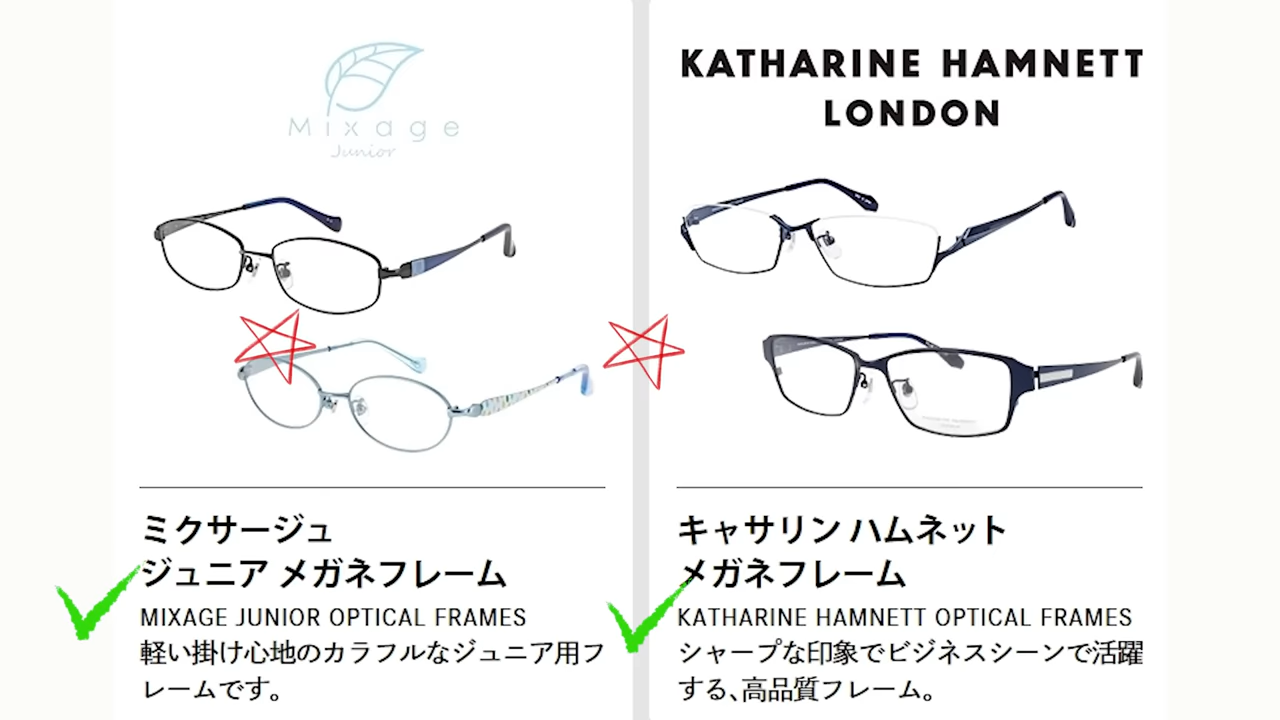 Mixage
Junior
ミクサージュ
ジュニア メガネフレーム
MIXAGE JUNIOR OPTICAL FRAMES
軽い掛け心地のカラフルなジュニア用フ
レームです。
KATHARINE HAMNETT
LONDON
キャサリン ハムネット
メガネフレーム
KATHARINE HAMNETT OPTICAL FRAMES
シャープな印象でビジネスシーンで活躍
する、高品質フレーム。